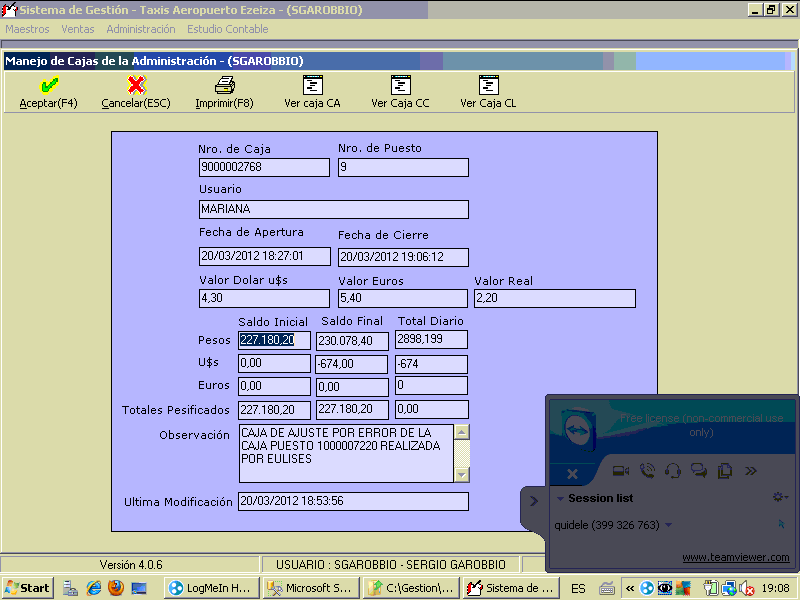 Sistema de Gestión - Taxis Aeropuerto Ezeiza - (SGAROBBIO)
Maestros Ventas Administración Estudio Contable
Manejo de Cajas de la Administración - (SGAROBBIO)
Aceptar(F4) Cancelar(ESC) Imprimir(F8) Ver caja CA Ver Caja CC Ver Caja CL
Nro. de Caja Nro. de Puesto
9000002768 9
Usuario
MARIANA
Fecha de Apertura Fecha de Cierre
20/03/2012 18:27:01 20/03/2012 19:06:12
Valor Dolar u$s Valor Euros Valor Real
4,30 5,40 2,20
Saldo Inicial Saldo Final Total Diario
Pesos 227.180,20 230.078,40 2898,199
U$s 0,00 -674,00 -674
Euros 0,00 0,00 0
Totales Pesificados 227.180,20 227.180,20 0,00
Observación CAJA DE AJUSTE POR ERROR DE LA
CAJA PUESTO 1000007220 REALIZADA
POR EULISES
Ultima Modificación 20/03/2012 18:53:56
Free license (non-commercial use
only)
Session list
quidele (399 326 763)
www.teamviewer.com
Versión 4.0.6 USUARIO : SGAROBBIO - SERGIO GAROBBIO
Start LogMeIn H... Microsoft S... C:\Gestion\... Sistema de ... ES « 19:08